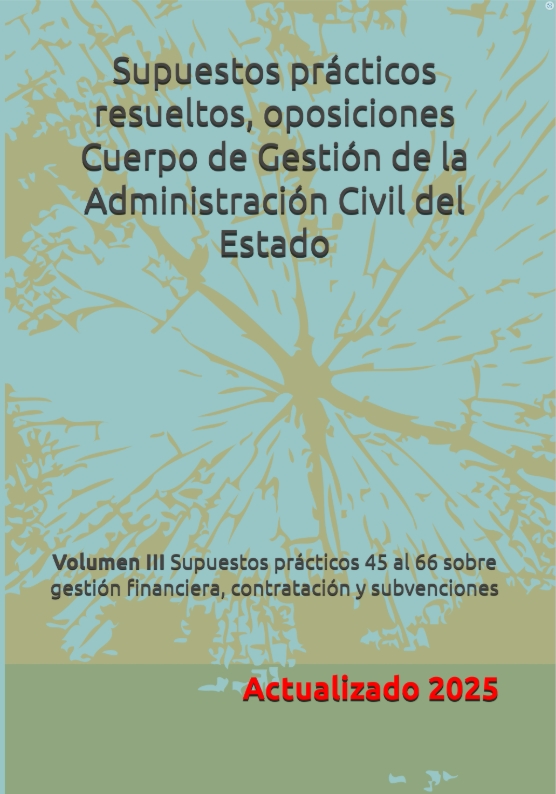 Supuestos prácticos
resueltos, oposiciones
Cuerpo de Gestión de la
Administración Civil del
Estado
Volumen III Supuestos prácticos 45 al 66 sobre
gestión financiera, contratación y subvenciones
Actualizado 2025